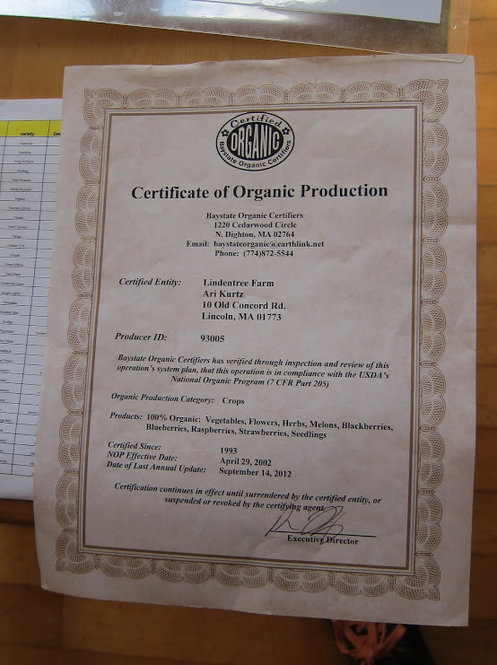 Certified
ORGANIC
Baystate Organic Certifiers
Certificate of Organic Production
Baystate Organic Certifiers
1220 Cedarwood Circle
N. Dighton, MA 02764
Email: baystateorganic@earthlink.net
Phone: (774)872-5544
Certified Entity: Lindentree Farm
Ari Kurtz
10 Old Concord Rd.
Lincoln, MA 01773
Producer ID: 93005
Baystate Organic Certifiers has verified through inspection and review of this
operation's system plan, that this operation is in compliance with the USDA's
National Organic Program (7 CFR Part 205)
Organic Production Category: Crops
Products: 100% Organic: Vegetables, Flowers, Herbs, Melons, Blackberries,
Blueberries, Raspberries, Strawberries, Seedlings
Certified Since: 1993
NOP Effective Date: April 29, 2002
Date of Last Annual Update: September 14, 2012
Certification continues in effect until surrendered by the certified entity, or
suspended or revoked by the certifying agent.
Executive Director
variety